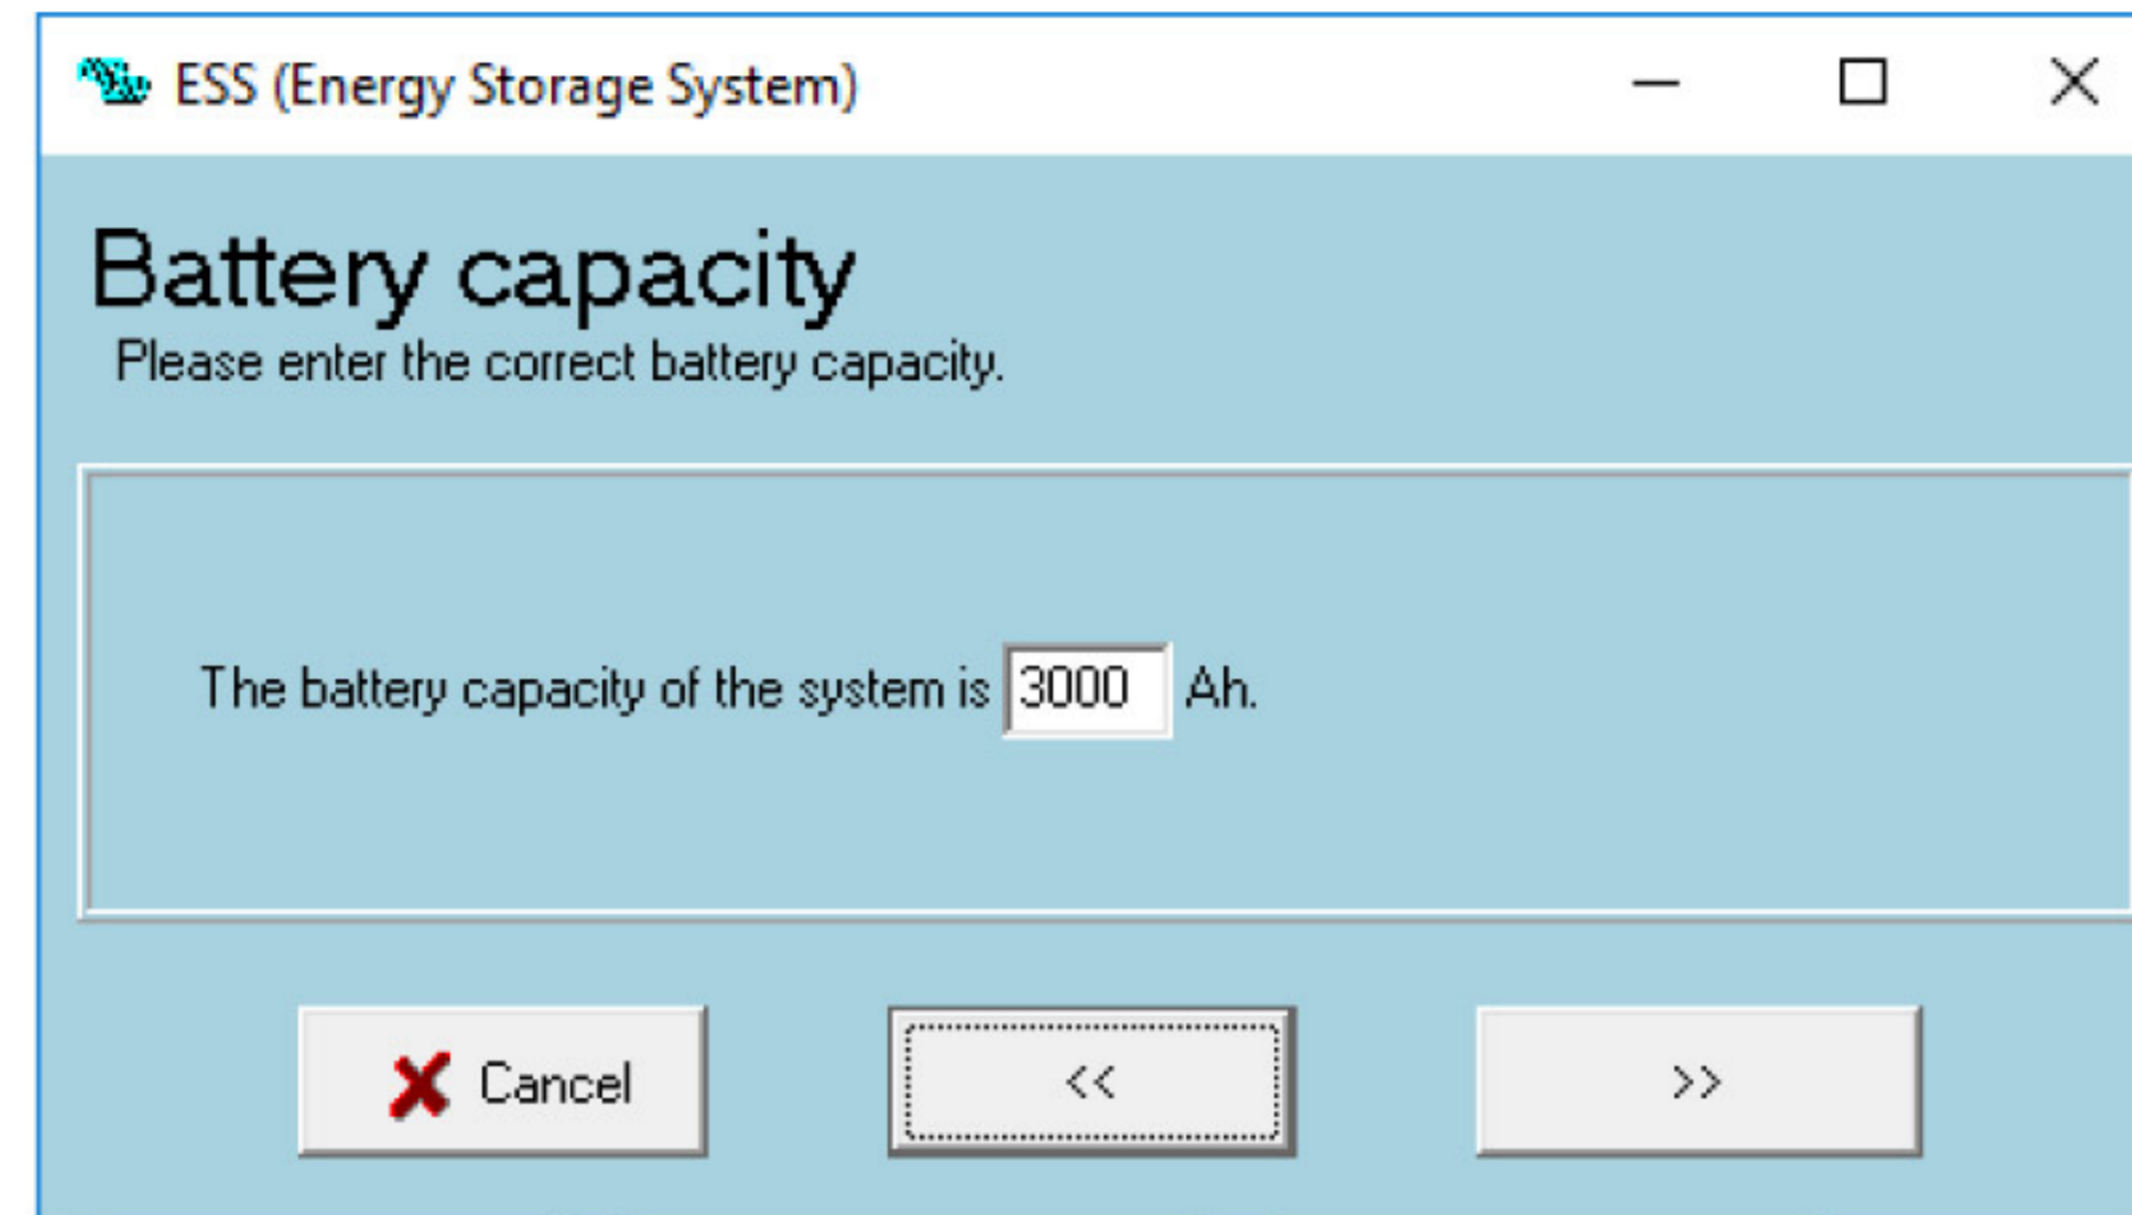 ESS (Energy Storage System)
Battery capacity
Please enter the correct battery capacity.
The battery capacity of the system is 3000 Ah.
Cancel << >>